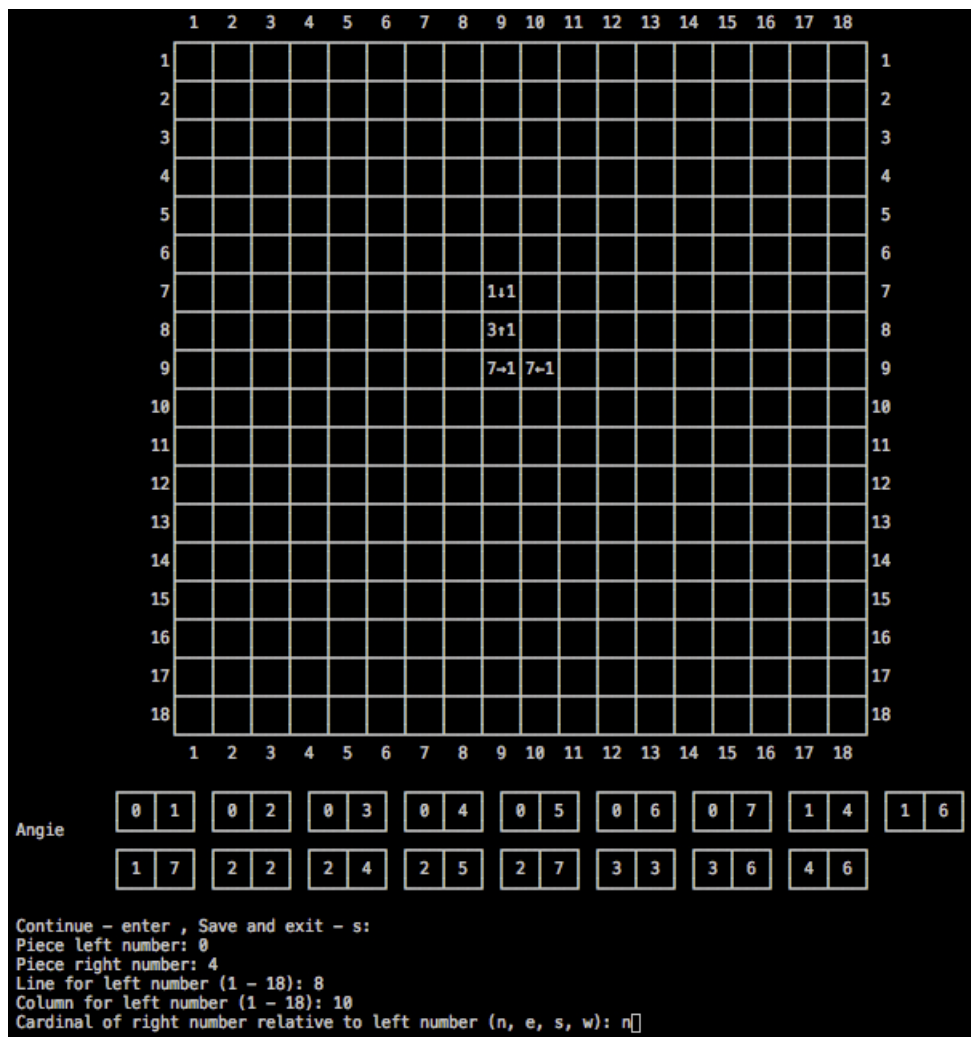 1 2 3 4 5 6 7 8 9 10 11 12 13 14 15 16 17 18
1 1
2 2
3 3
4 4
5 5
6 6
7 1↓1 7
8 3↑1 8
9 7→1 7←1 9
10 10
11 11
12 12
13 13
14 14
15 15
16 16
17 17
18 18
1 2 3 4 5 6 7 8 9 10 11 12 13 14 15 16 17 18
0 1 0 2 0 3 0 4 0 5 0 6 0 7 1 4 1 6
Angie
1 7 2 2 2 4 2 5 2 7 3 3 3 6 4 6
Continue – enter , Save and exit – s:
Piece left number: 0
Piece right number: 4
Line for left number (1 – 18): 8
Column for left number (1 – 18): 10
Cardinal of right number relative to left number (n, e, s, w): n